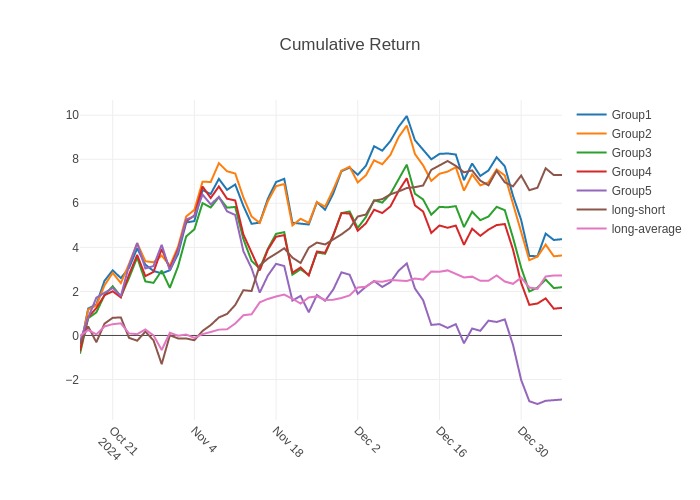 Cumulative Return
10
8
6
4
2
0
−2
Oct 21
2024
Nov 4
Nov 18
Dec 2
Dec 16
Dec 30
Group1
Group2
Group3
Group4
Group5
long-short
long-average